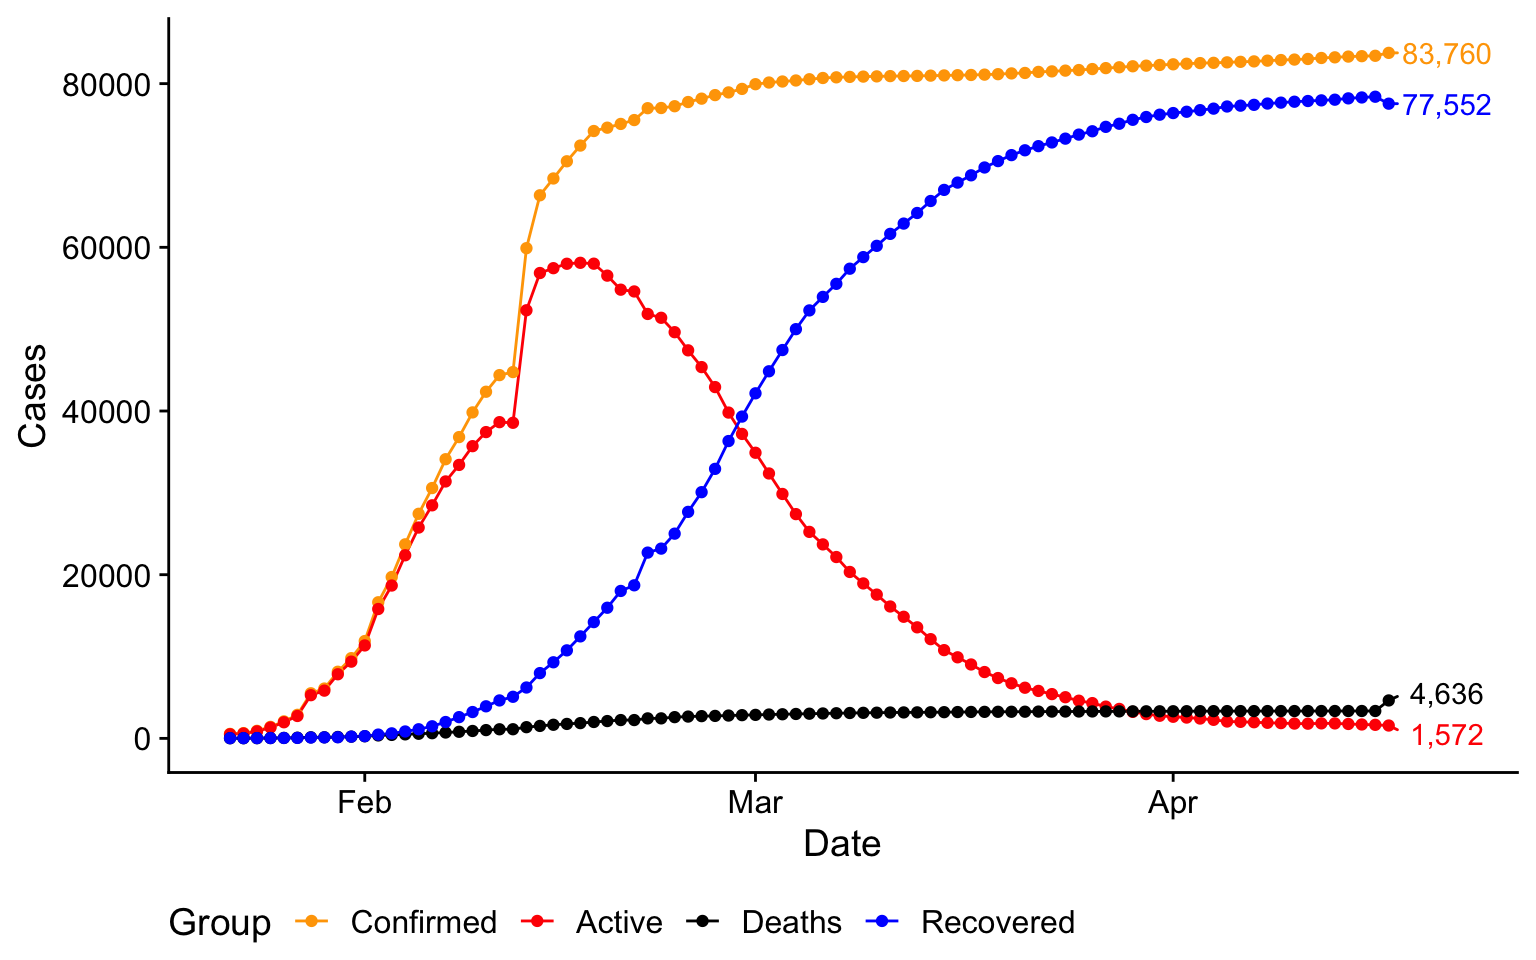 83,760
80000
77,552
60000
Cases
40000
20000
4,636
0
1,572
Feb Mar Apr
Date
Group Confirmed Active Deaths Recovered